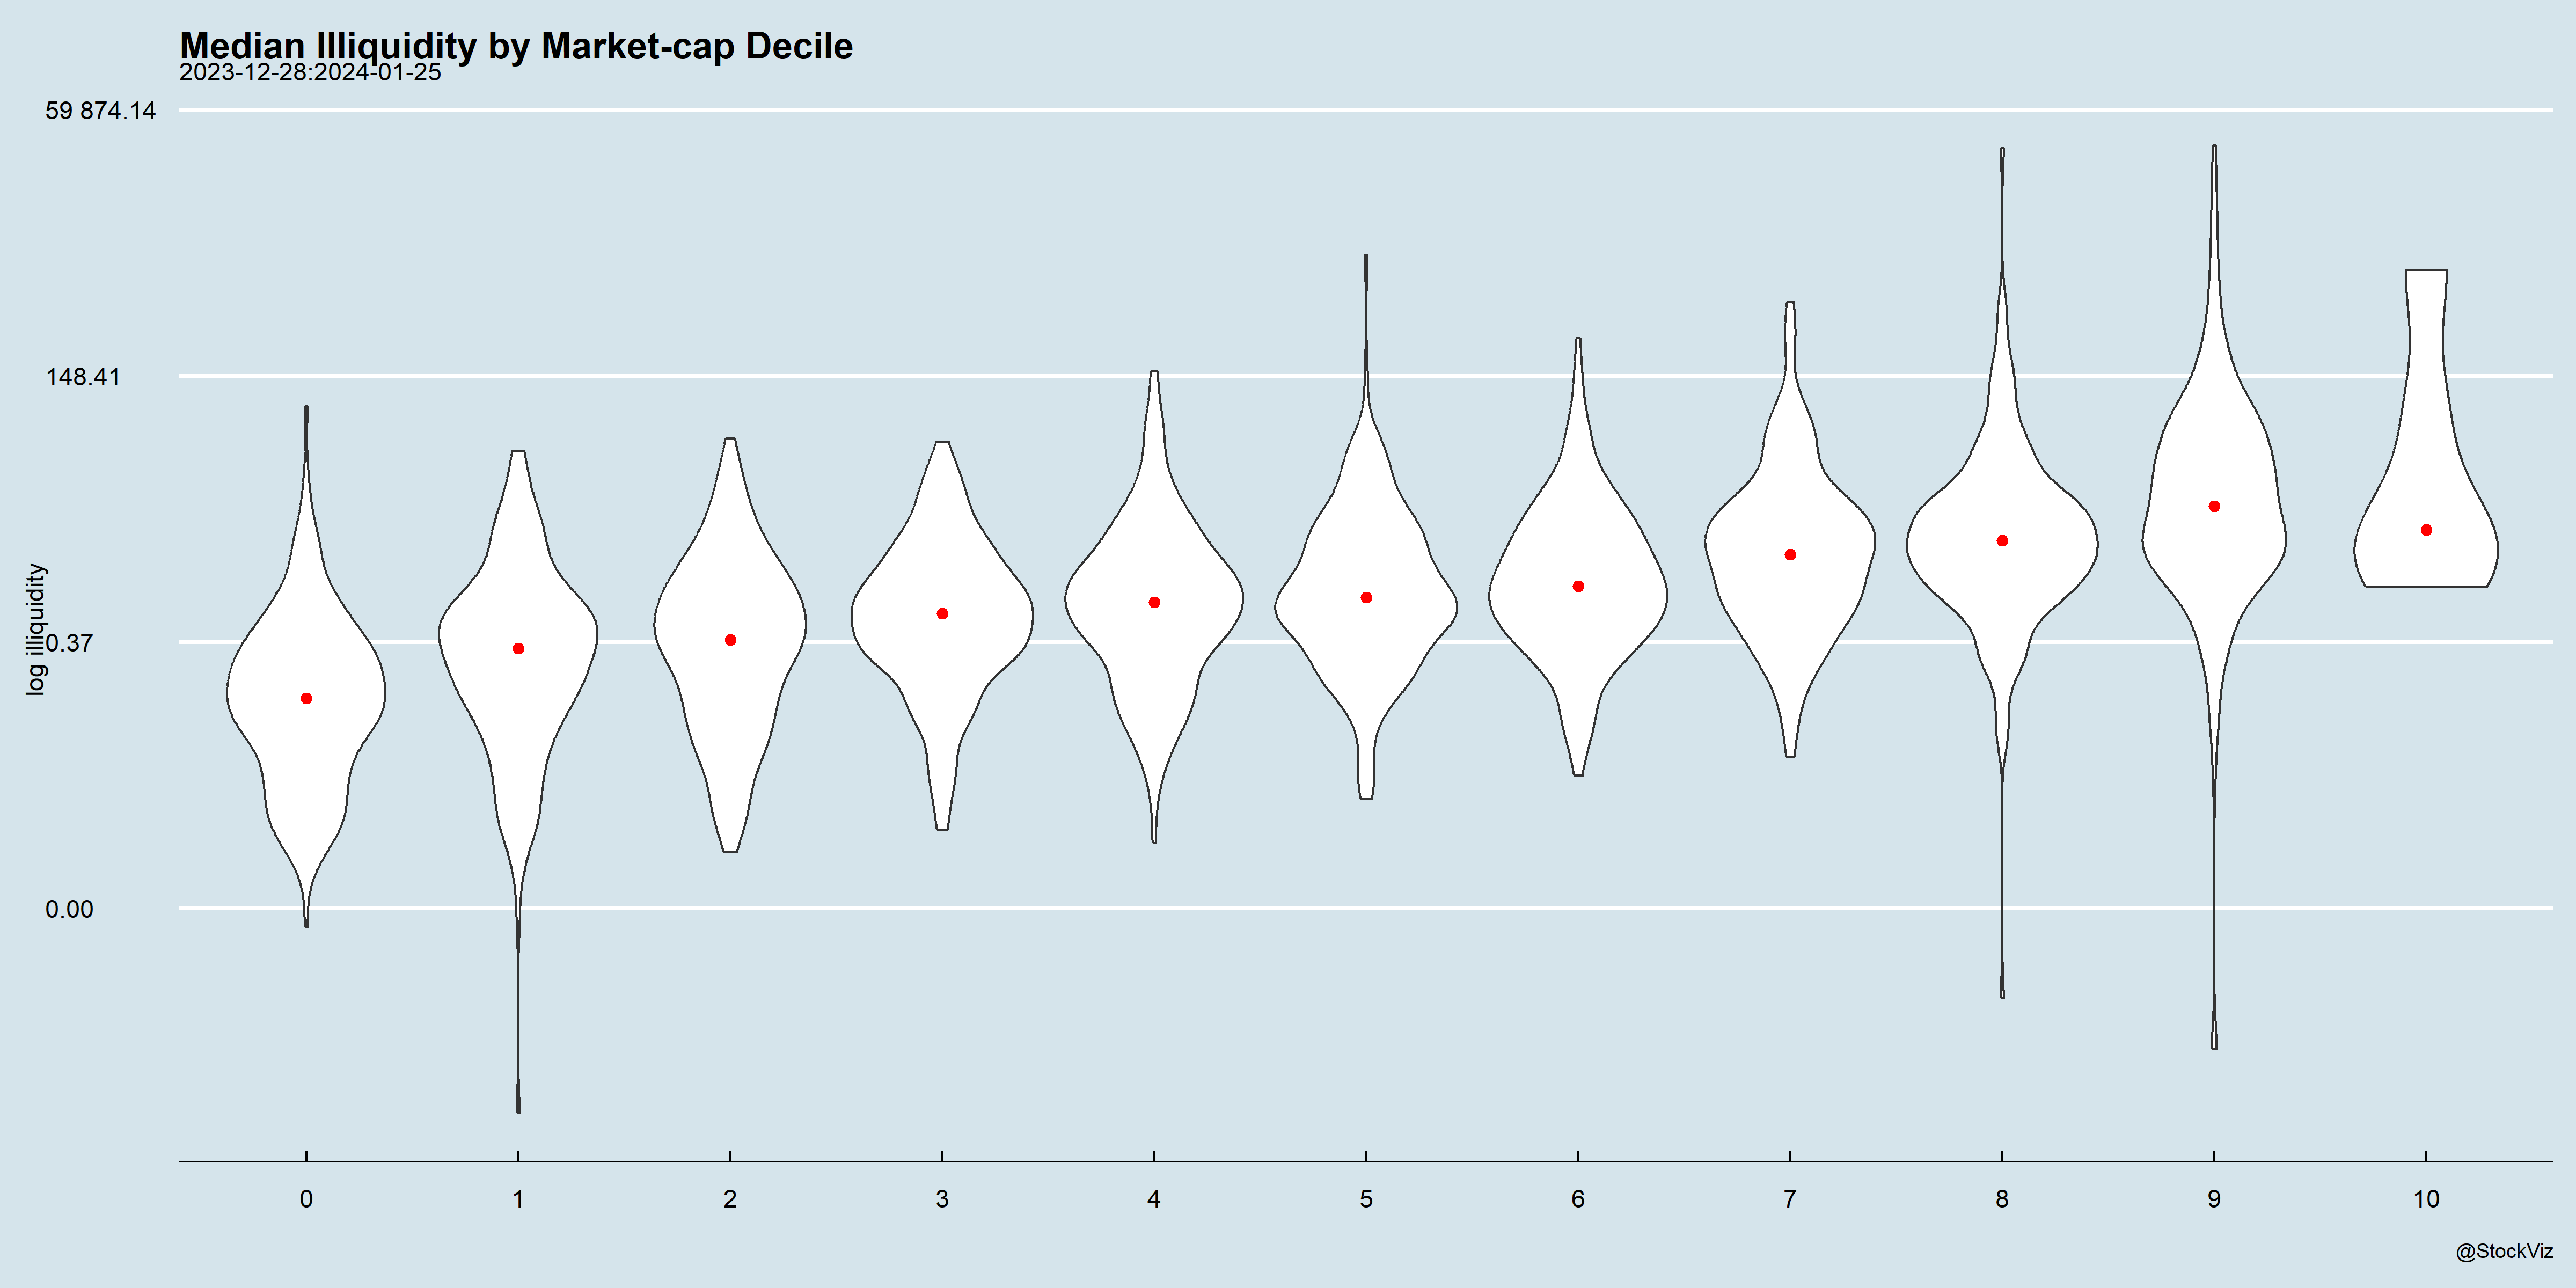 Median Illiquidity by Market-cap Decile
2023-12-28:2024-01-25
59 874.14
148.41
0.37
0.00
log illiquidity
0 1 2 3 4 5 6 7 8 9 10
@StockViz